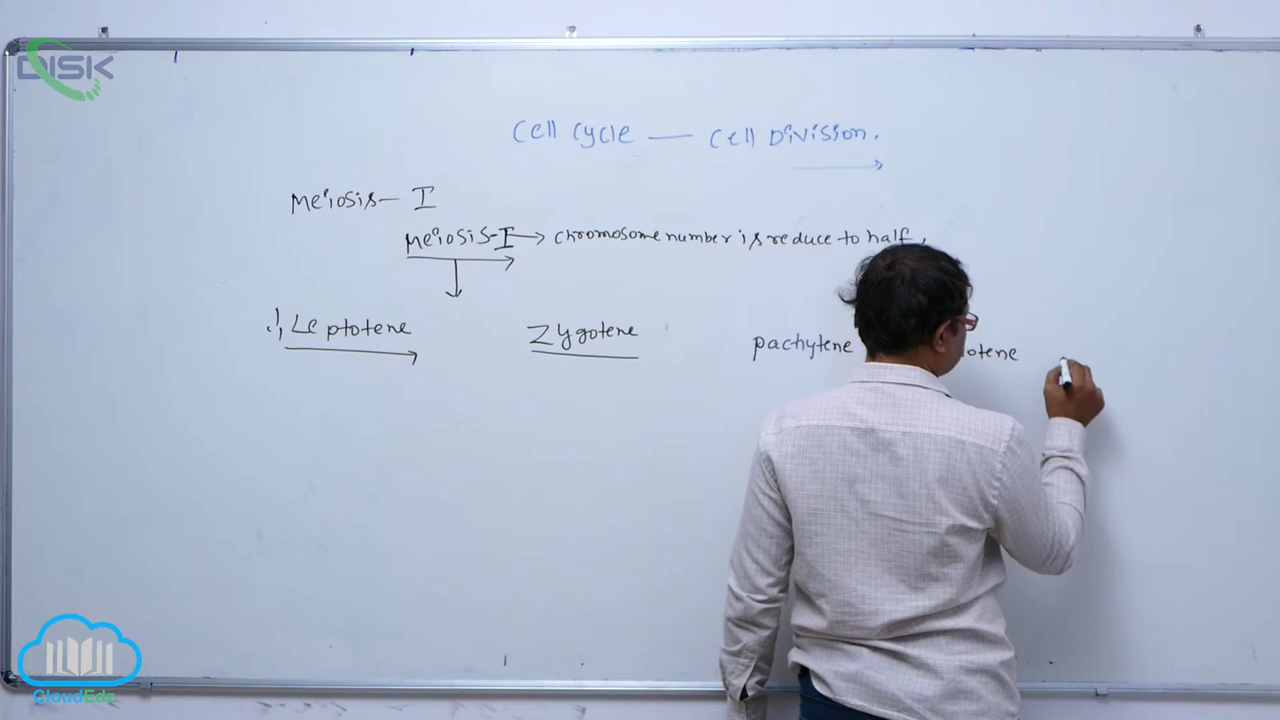 DISK
Cell Cycle — Cell Division.
Meiosis — I
Meiosis-I → chromosome number is reduce to half.
Leptotene Zygotene pachytene otene
CloudEdz